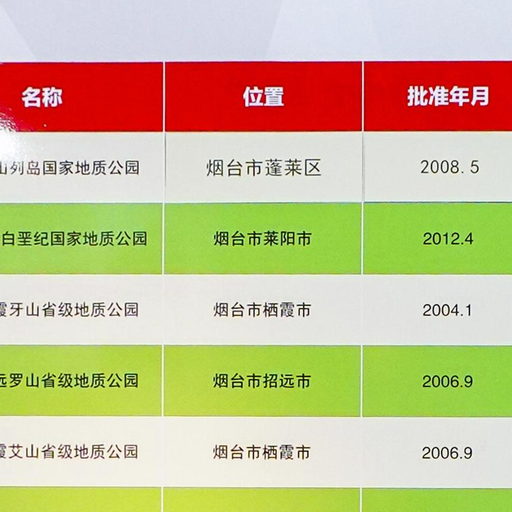 名称 位置 批准年月
山列岛国家地质公园 烟台市蓬莱区 2008.5
白垩纪国家地质公园 烟台市莱阳市 2012.4
霞牙山省级地质公园 烟台市栖霞市 2004.1
远罗山省级地质公园 烟台市招远市 2006.9
霞艾山省级地质公园 烟台市栖霞市 2006.9